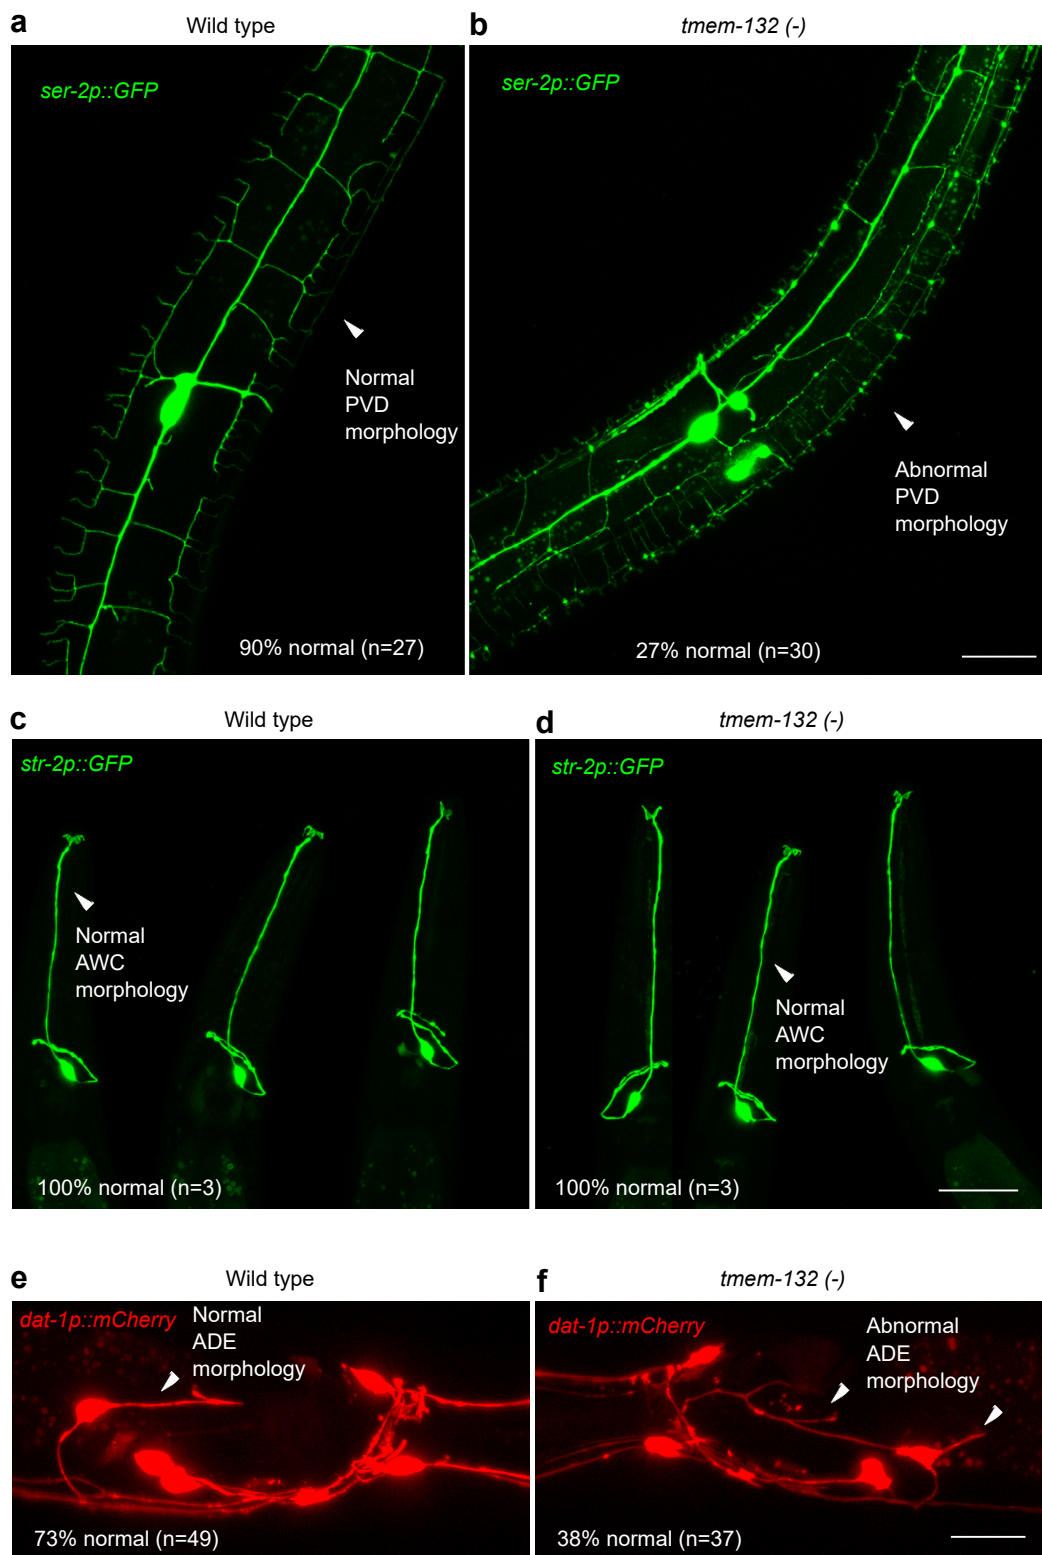 a
Wild type
b
tmem-132 (-)
ser-2p::GFP
ser-2p::GFP
Normal
PVD
morphology
Abnormal
PVD
morphology
90% normal (n=27)
27% normal (n=30)
c
Wild type
d
tmem-132 (-)
str-2p::GFP
str-2p::GFP
Normal
AWC
morphology
Normal
AWC
morphology
100% normal (n=3)
100% normal (n=3)
e
Wild type
f
tmem-132 (-)
dat-1p::mCherry
Normal
ADE
morphology
dat-1p::mCherry
Abnormal
ADE
morphology
73% normal (n=49)
38% normal (n=37)